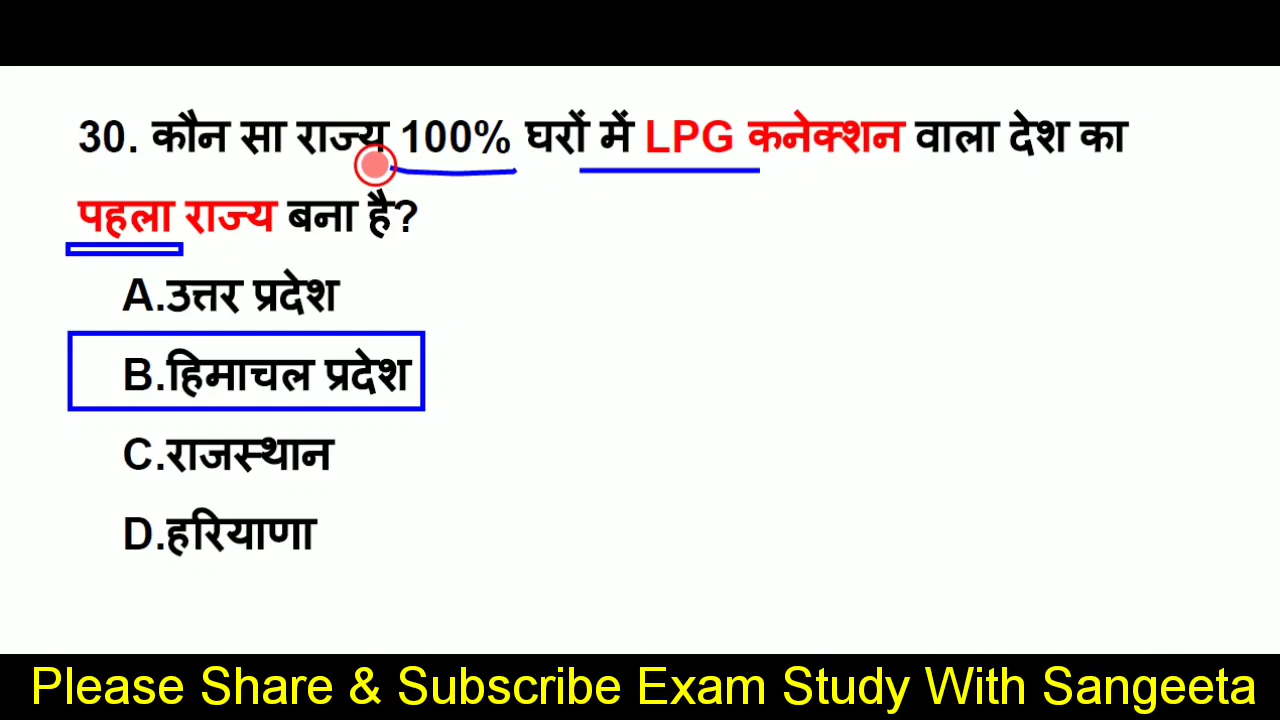 30. कौन सा राज्य 100% घरों में LPG कनेक्शन वाला देश का
पहला राज्य बना है?
A.उत्तर प्रदेश
B.हिमाचल प्रदेश
C.राजस्थान
D.हरियाणा
Please Share & Subscribe Exam Study With Sangeeta